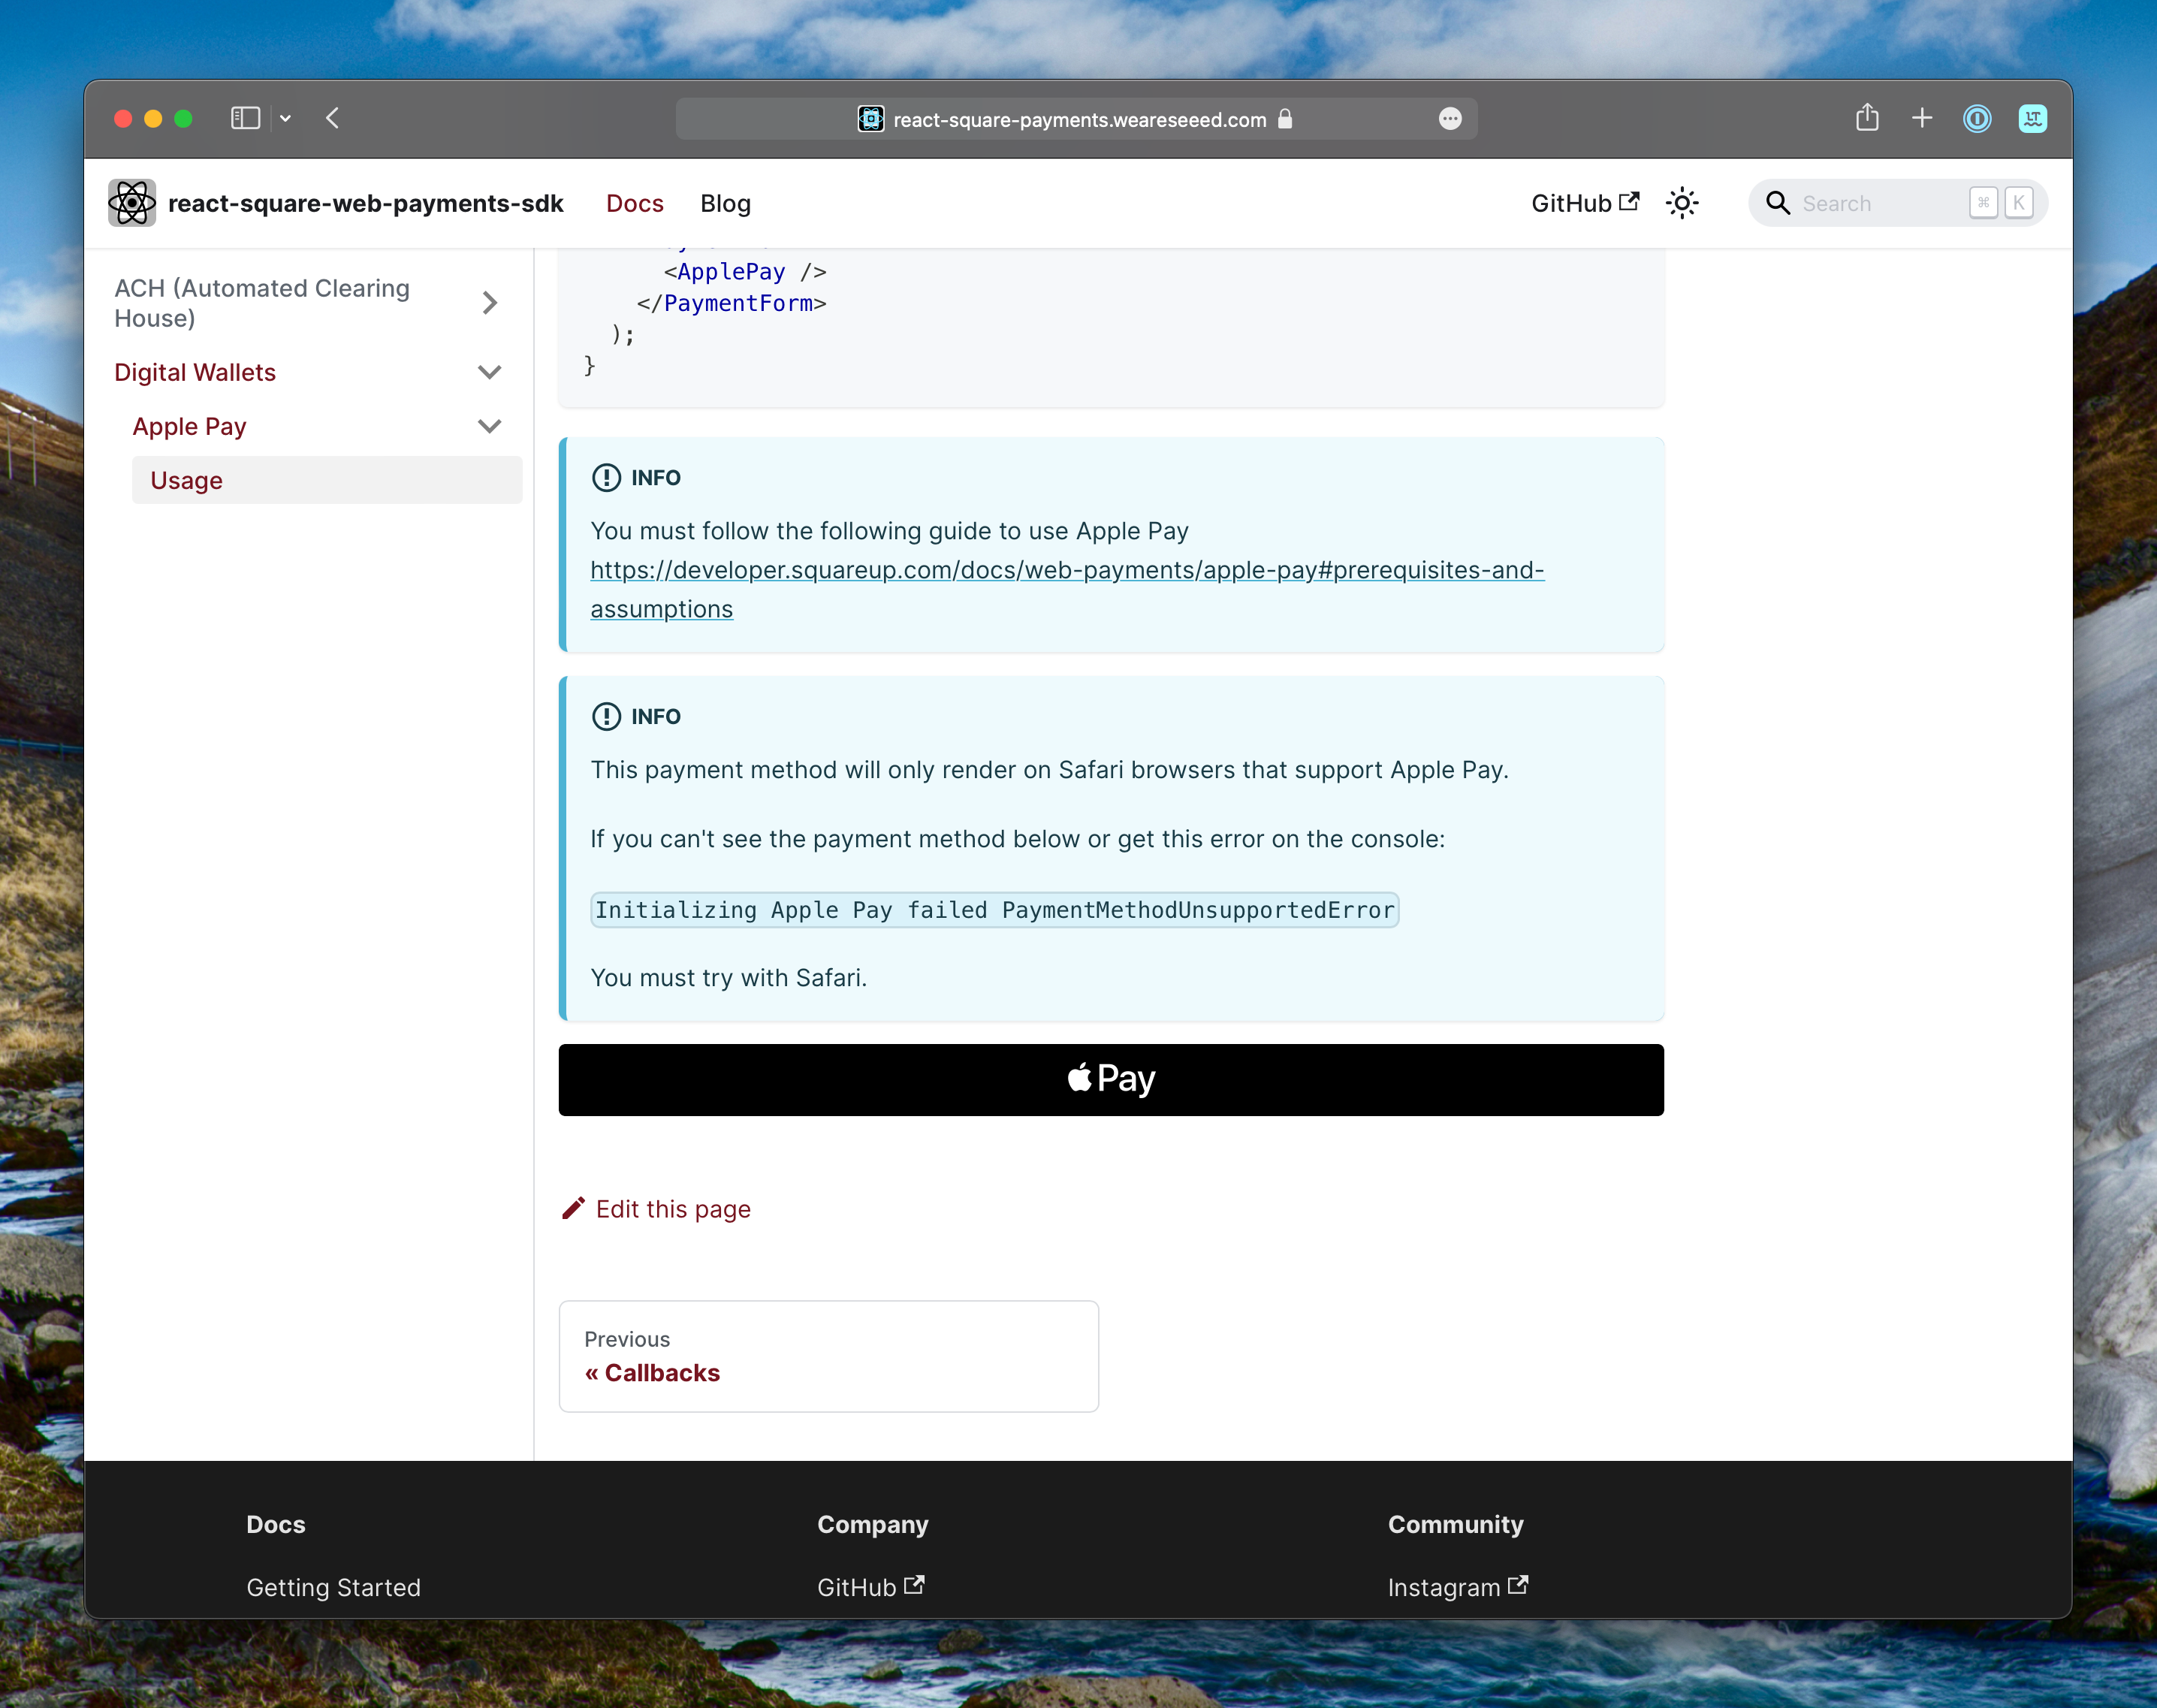 react-square-payments.weareseeed.com
react-square-web-payments-sdk
Docs
Blog
GitHub
Search
⌘ K
ACH (Automated Clearing
House)
Digital Wallets
Apple Pay
Usage
<ApplePay />
</PaymentForm>
);
}
INFO
You must follow the following guide to use Apple Pay
https://developer.squareup.com/docs/web-payments/apple-pay#prerequisites-and-
assumptions
INFO
This payment method will only render on Safari browsers that support Apple Pay.
If you can't see the payment method below or get this error on the console:
Initializing Apple Pay failed PaymentMethodUnsupportedError
You must try with Safari.
Pay
Edit this page
Previous
« Callbacks
Docs
Getting Started
Company
GitHub
Community
Instagram